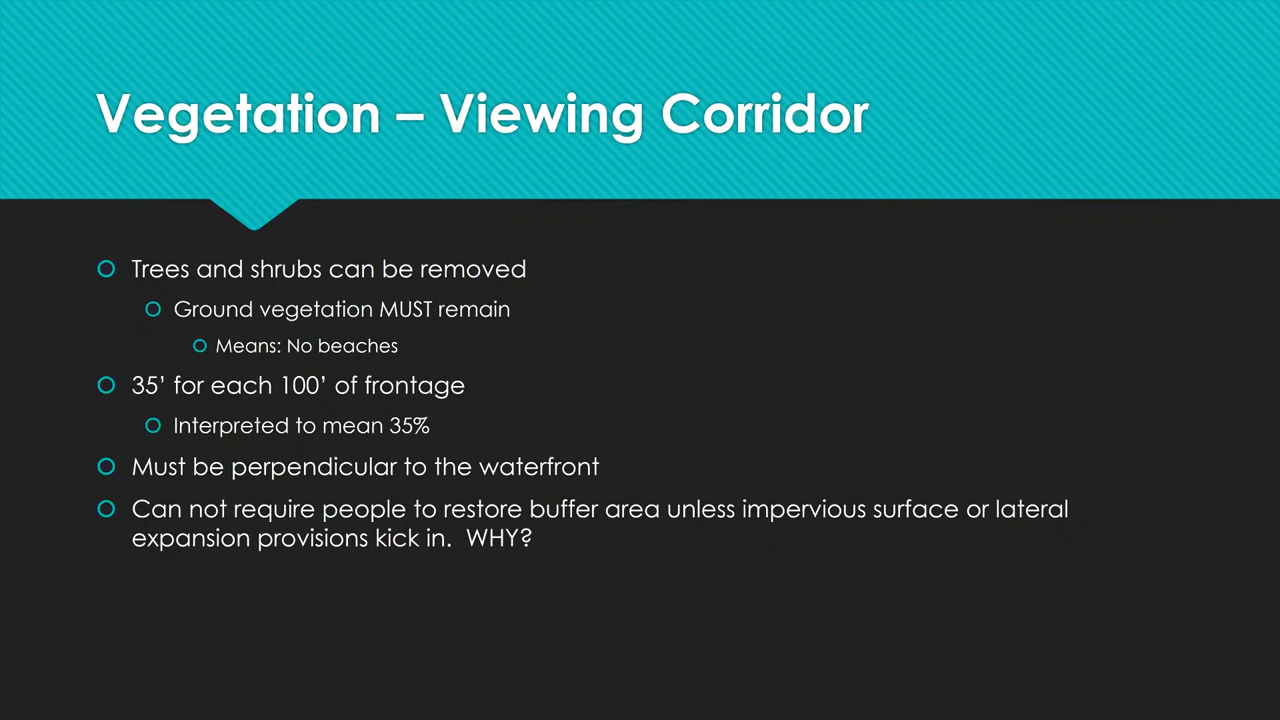 Vegetation – Viewing Corridor
Trees and shrubs can be removed
Ground vegetation MUST remain
Means: No beaches
35’ for each 100’ of frontage
Interpreted to mean 35%
Must be perpendicular to the waterfront
Can not require people to restore buffer area unless impervious surface or lateral
expansion provisions kick in.  WHY?